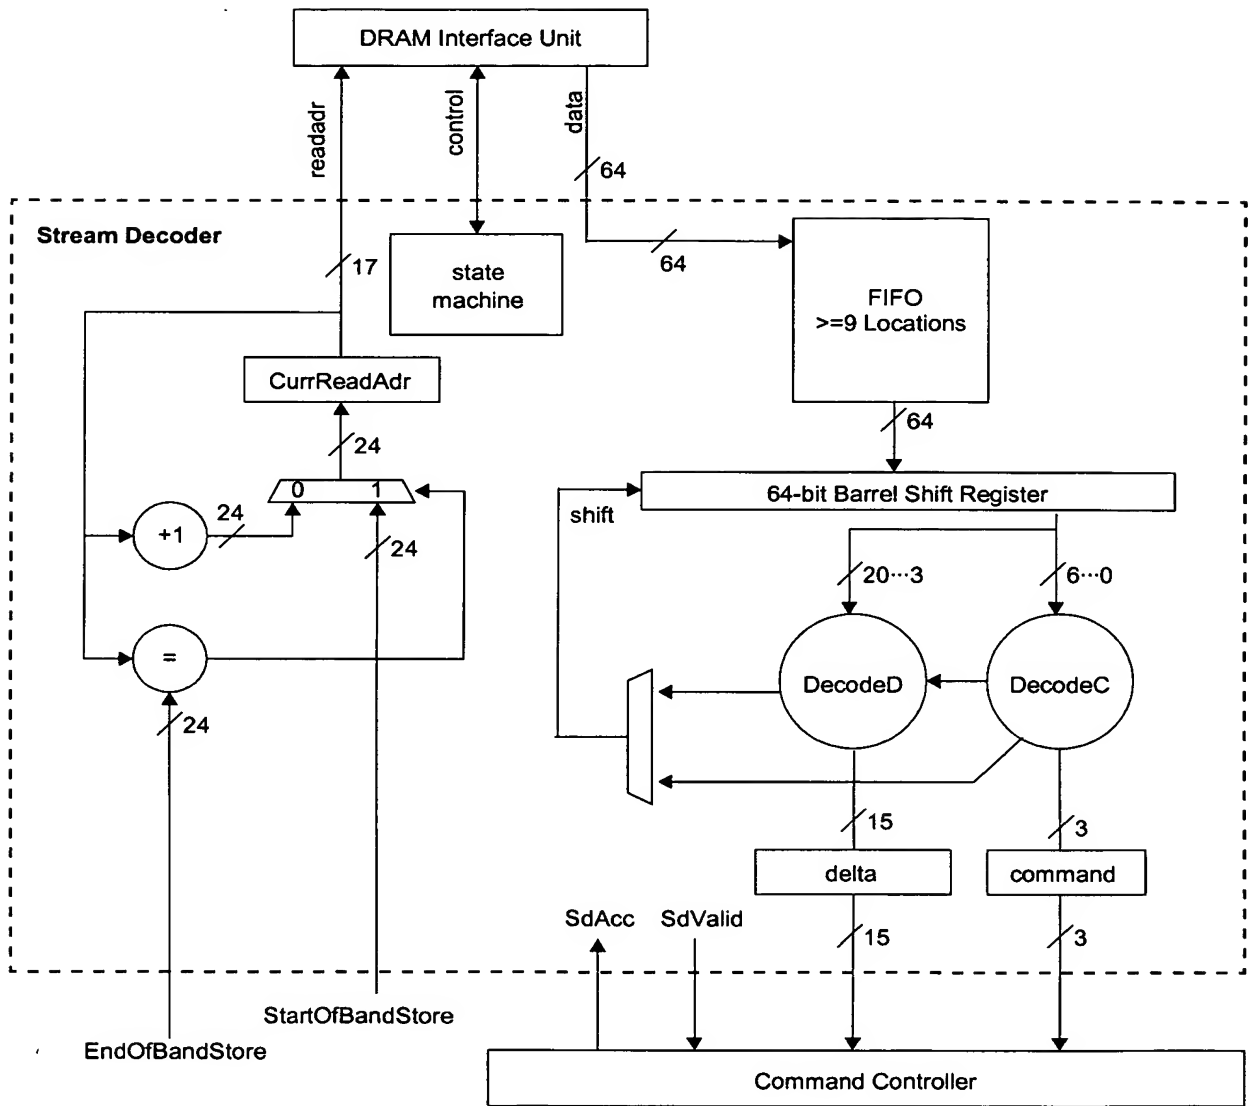 DRAM Interface Unit
readadr
control
data
64
Stream Decoder
17
state
machine
64
FIFO
>=9 Locations
CurrReadAdr
24
64
0 1
64-bit Barrel Shift Register
shift
24
+1
24
20···3
6···0
=
DecodeD
DecodeC
24
15
3
delta
command
SdAcc
SdValid
15
3
StartOfBandStore
EndOfBandStore
Command Controller